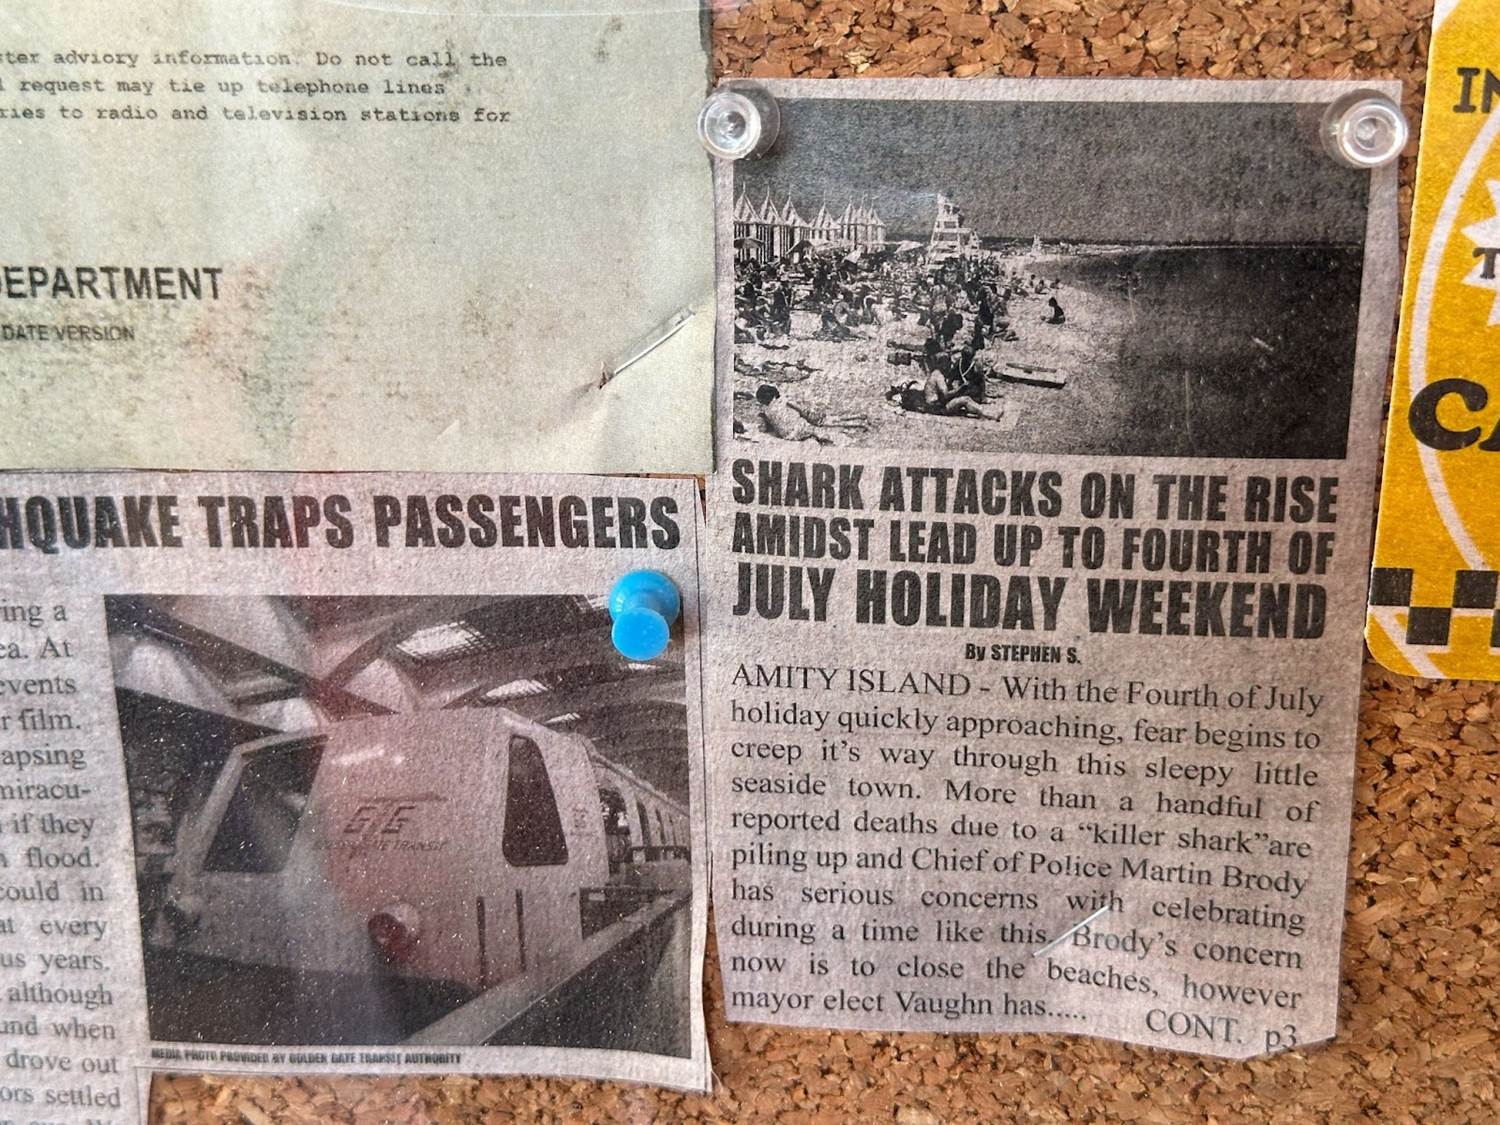 ter adviory information. Do not call the
request may tie up telephone lines
ries to radio and television stations for
DEPARTMENT
DATE VERSION
HQUAKE TRAPS PASSENGERS
ing a
ea. At
events
r film.
apsing
miracu-
if they
flood.
could in
at every
us years.
although
und when
drove out
ors settled
GTG
MEDIA PHOTO PROVIDED BY GOLDEN GATE TRANSIT AUTHORITY
SHARK ATTACKS ON THE RISE
AMIDST LEAD UP TO FOURTH OF
JULY HOLIDAY WEEKEND
By STEPHEN S.
AMITY ISLAND - With the Fourth of July
holiday quickly approaching, fear begins to
creep it's way through this sleepy little
seaside town. More than a handful of
reported deaths due to a "killer shark"are
piling up and Chief of Police Martin Brody
has serious concerns with celebrating
during a time like this. Brody's concern
now is to close the beaches, however
mayor elect Vaughn has.....
CONT. p3
IN
T
CA